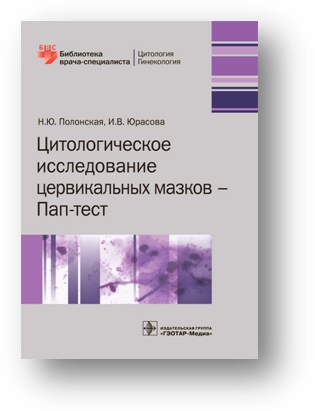 БВС
Библиотека
врача-специалиста
Цитология
Гинекология
Н.Ю. Полонская, И.В. Юрасова
Цитологическое
исследование
цервикальных мазков –
Пап-тест
ИЗДАТЕЛЬСКАЯ ГРУППА
«ГЭОТАР-Медиа»